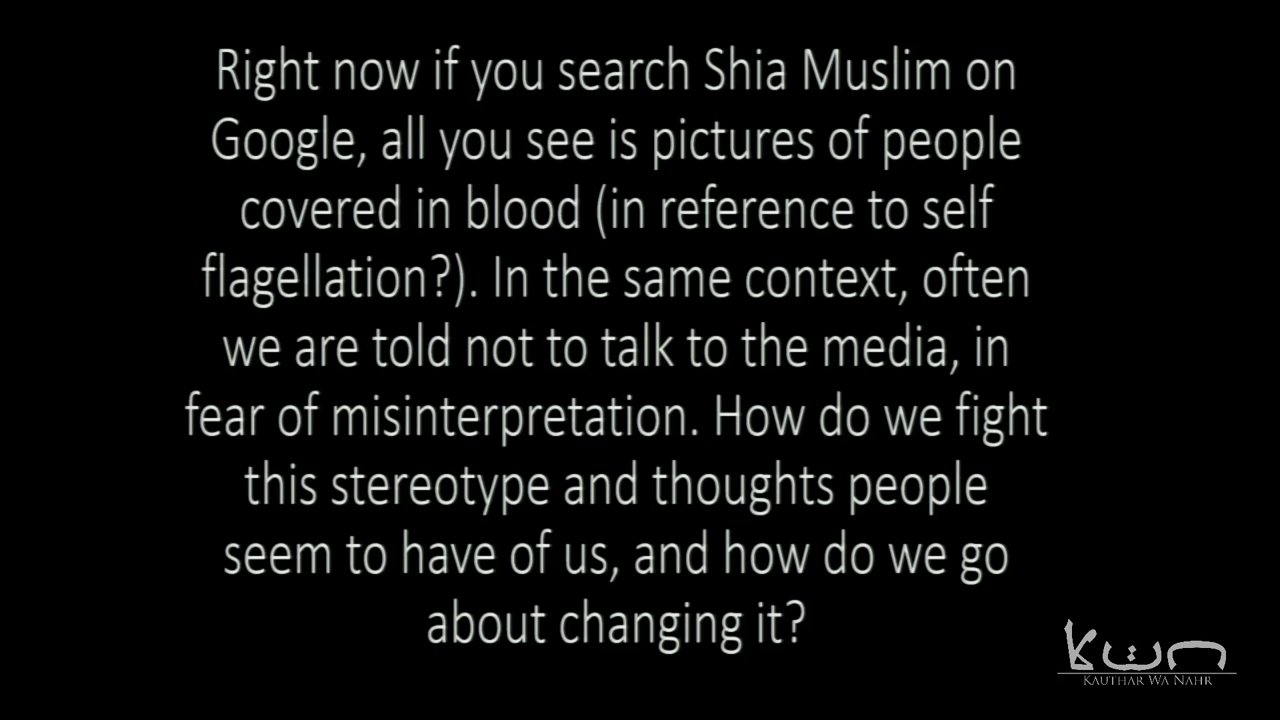 Right now if you search Shia Muslim on
Google, all you see is pictures of people
covered in blood (in reference to self
flagellation?). In the same context, often
we are told not to talk to the media, in
fear of misinterpretation. How do we fight
this stereotype and thoughts people
seem to have of us, and how do we go
about changing it?
KAUTHAR WA NAHR